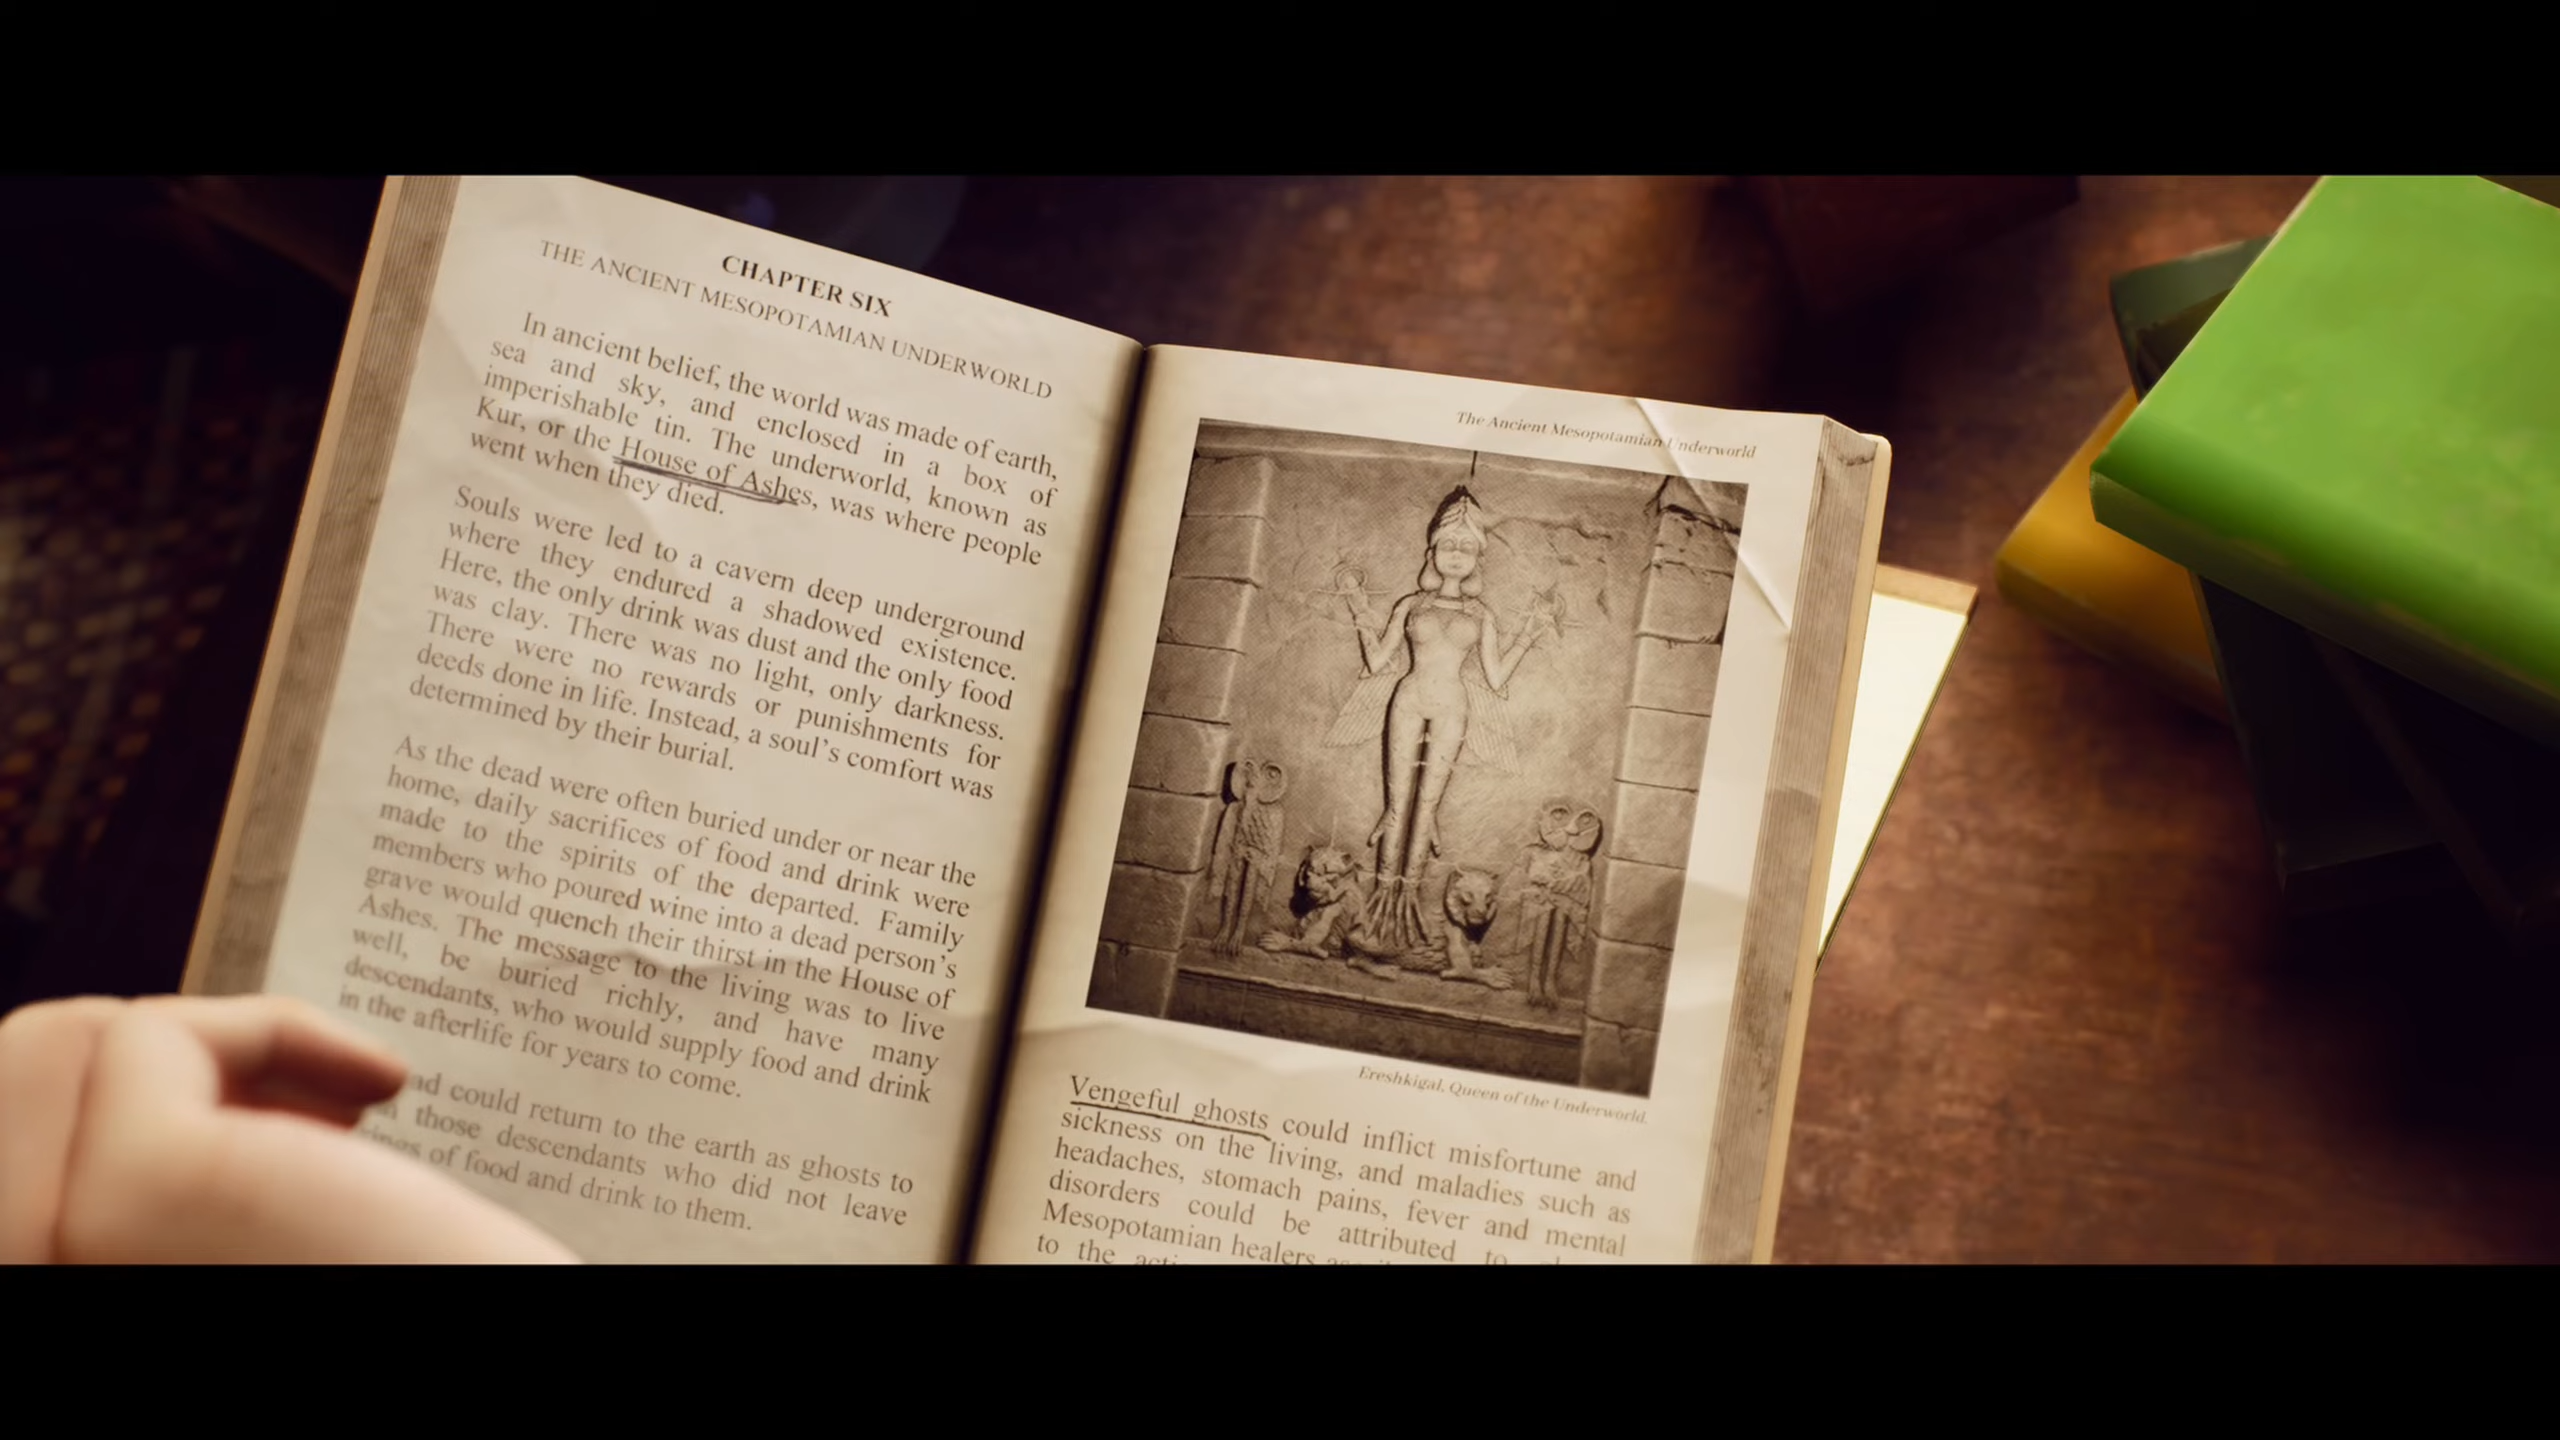 CHAPTER SIX
THE ANCIENT MESOPOTAMIAN UNDERWORLD
In ancient belief, the world was made of earth,
sea and sky, and enclosed in a box of
imperishable tin. The underworld, known as
Kur, or the House of Ashes, was where people
went when they died.
Souls were led to a cavern deep underground
where they endured a shadowed existence.
Here, the only drink was dust and the only food
was clay. There was no light, only darkness.
There were no rewards or punishments for
deeds done in life. Instead, a soul's comfort was
determined by their burial.
As the dead were often buried under or near the
home, daily sacrifices of food and drink were
made to the spirits of the departed. Family
members who poured wine into a dead person's
grave would quench their thirst in the House of
Ashes. The message to the living was to live
well, be buried richly, and have many
descendants, who would supply food and drink
in the afterlife for years to come.
could return to the earth as ghosts to
those descendants who did not leave
of food and drink to them.
The Ancient Mesopotamian Underworld
Ereshkigal, Queen of the Underworld.
Vengeful ghosts could inflict misfortune and
sickness on the living, and maladies such as
headaches, stomach pains, fever and mental
disorders could be attributed to
Mesopotamian healers
to the